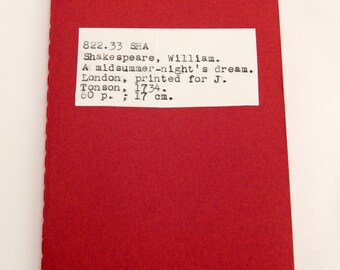 822.33 SHA
Shakespeare, William.
A midsummer-night's dream.
London, printed for J.
Tonson, 1734.
60 p. ; 17 cm.